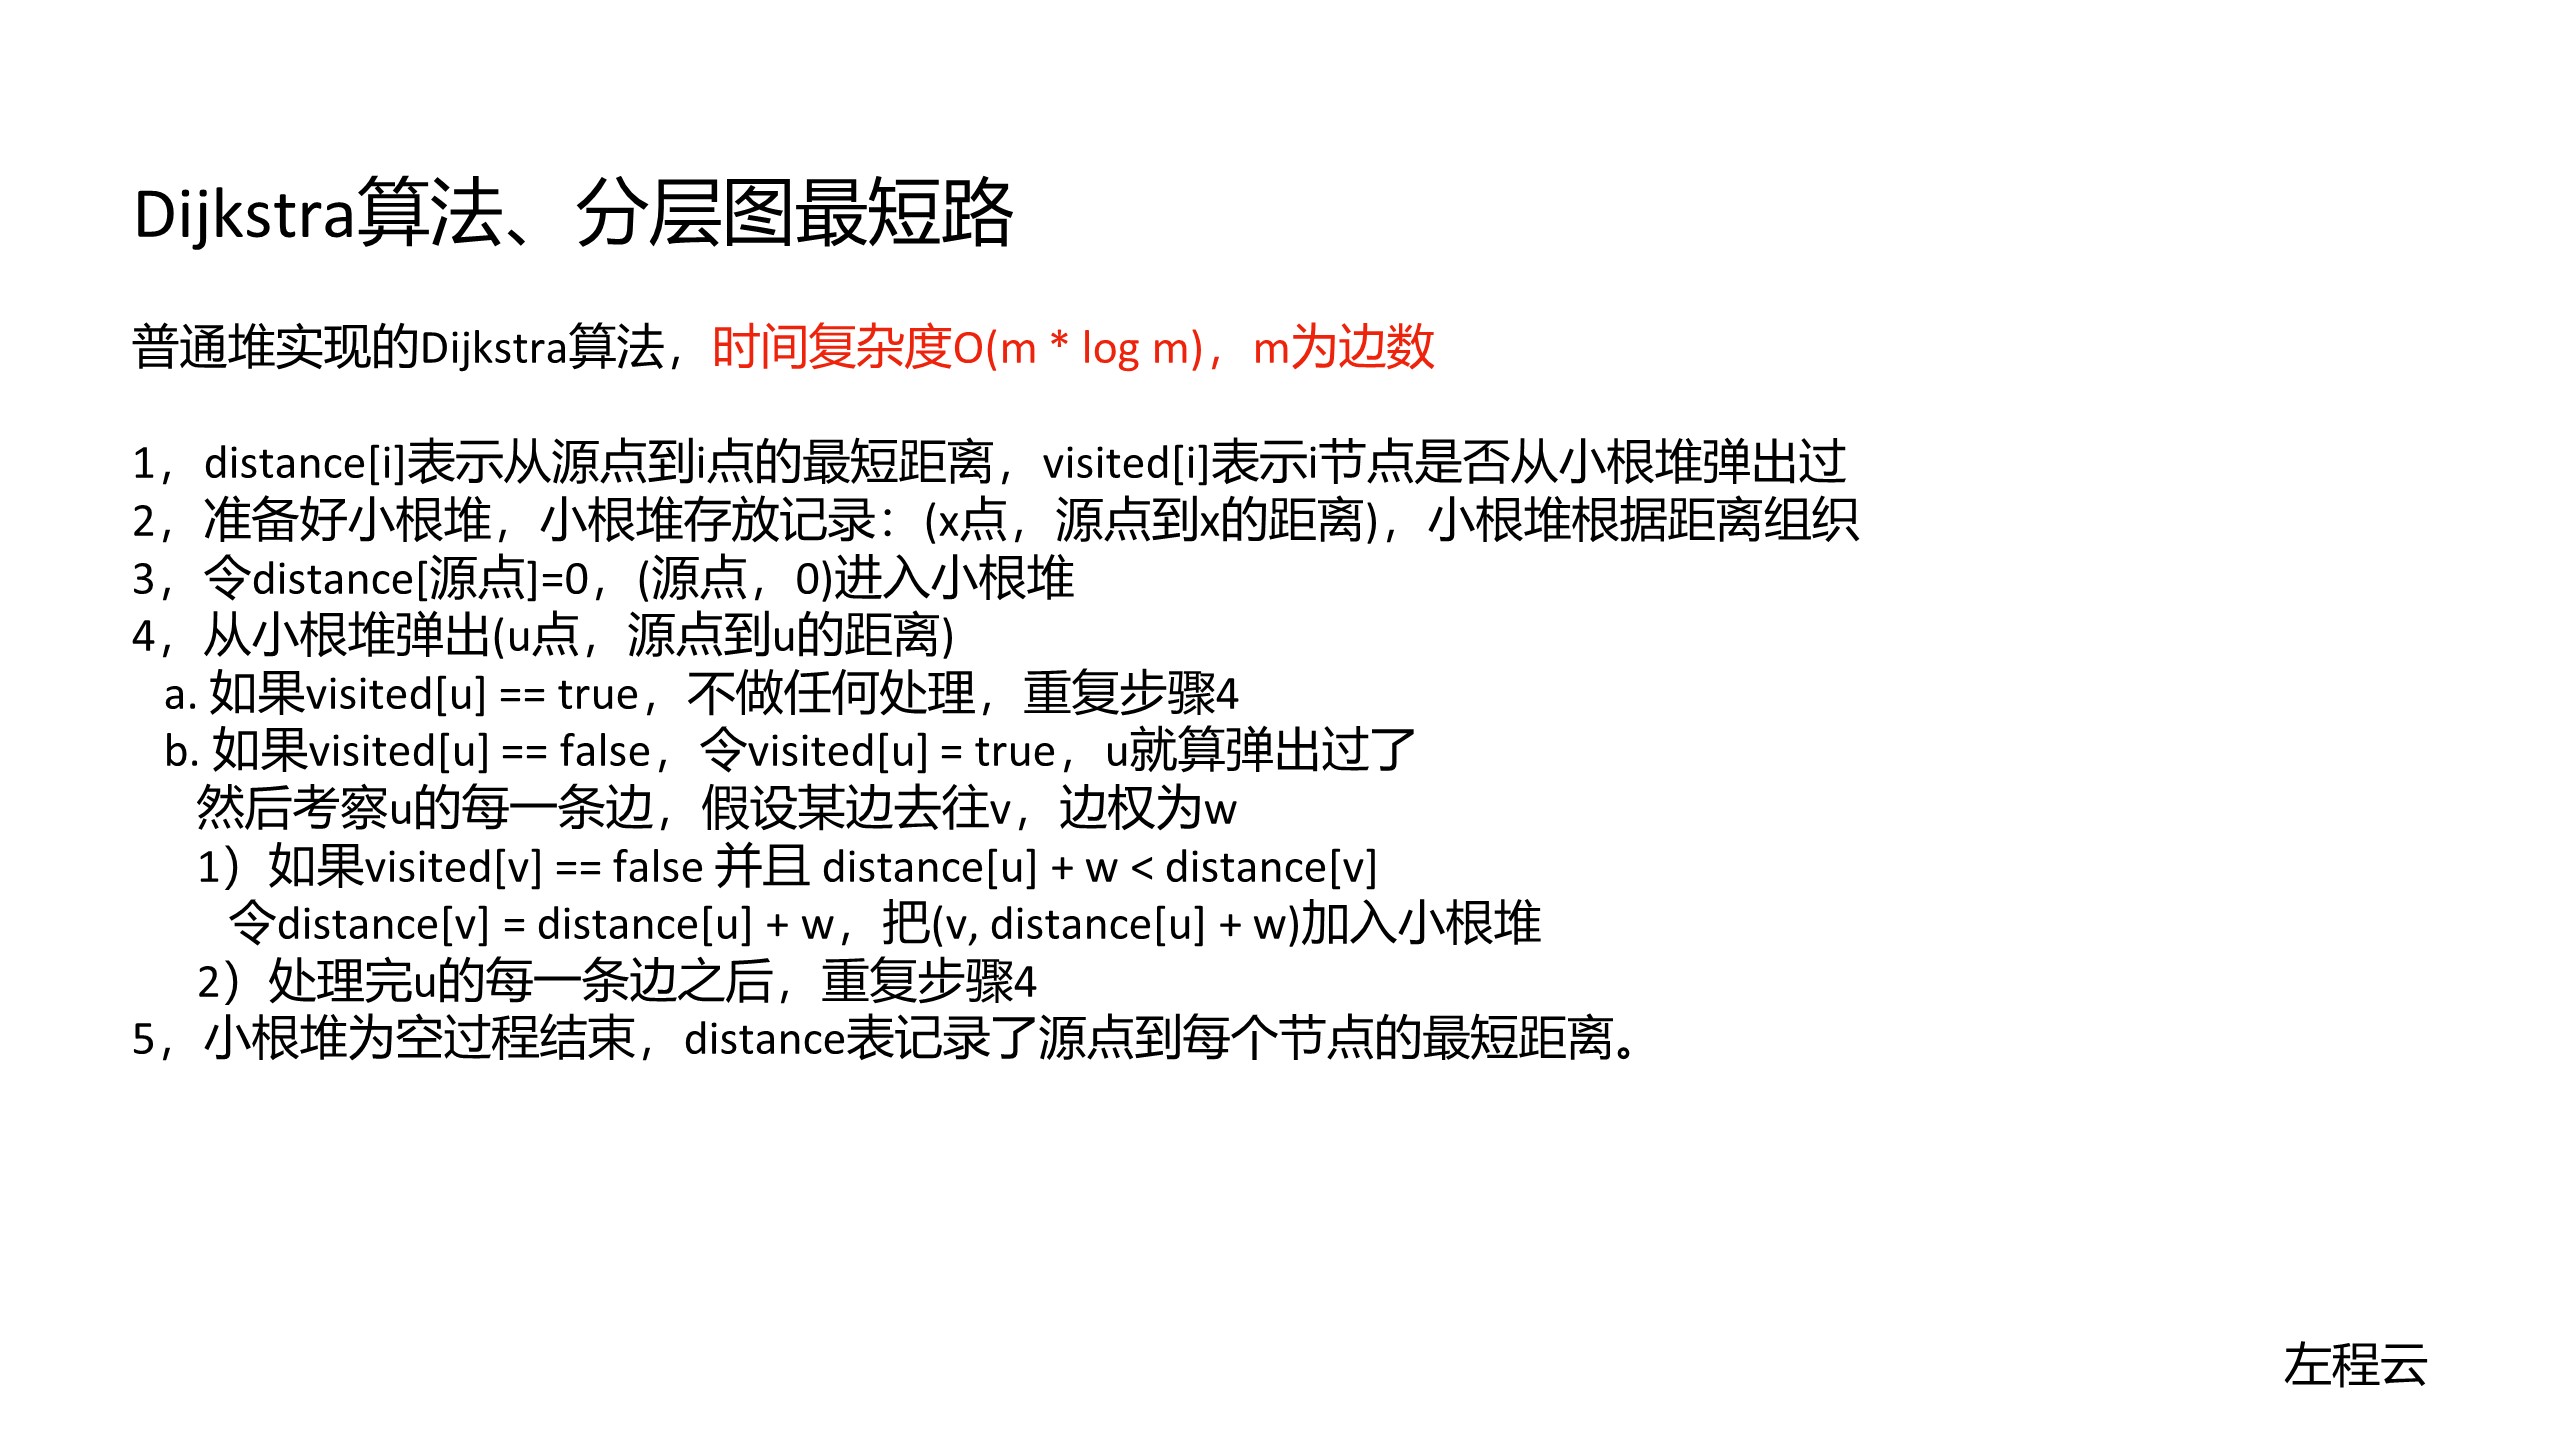 Dijkstra算法、分层图最短路
普通堆实现的Dijkstra算法，时间复杂度O(m * log m)，m为边数
1，distance[i]表示从源点到i点的最短距离，visited[i]表示i节点是否从小根堆弹出过
2，准备好小根堆，小根堆存放记录：(x点，源点到x的距离)，小根堆根据距离组织
3，令distance[源点]=0，(源点，0)进入小根堆
4，从小根堆弹出(u点，源点到u的距离)
a. 如果visited[u] == true，不做任何处理，重复步骤4
b. 如果visited[u] == false，令visited[u] = true，u就算弹出过了
然后考察u的每一条边，假设某边去往v，边权为w
1）如果visited[v] == false 并且 distance[u] + w < distance[v]
令distance[v] = distance[u] + w，把(v, distance[u] + w)加入小根堆
2）处理完u的每一条边之后，重复步骤4
5，小根堆为空过程结束，distance表记录了源点到每个节点的最短距离。
左程云